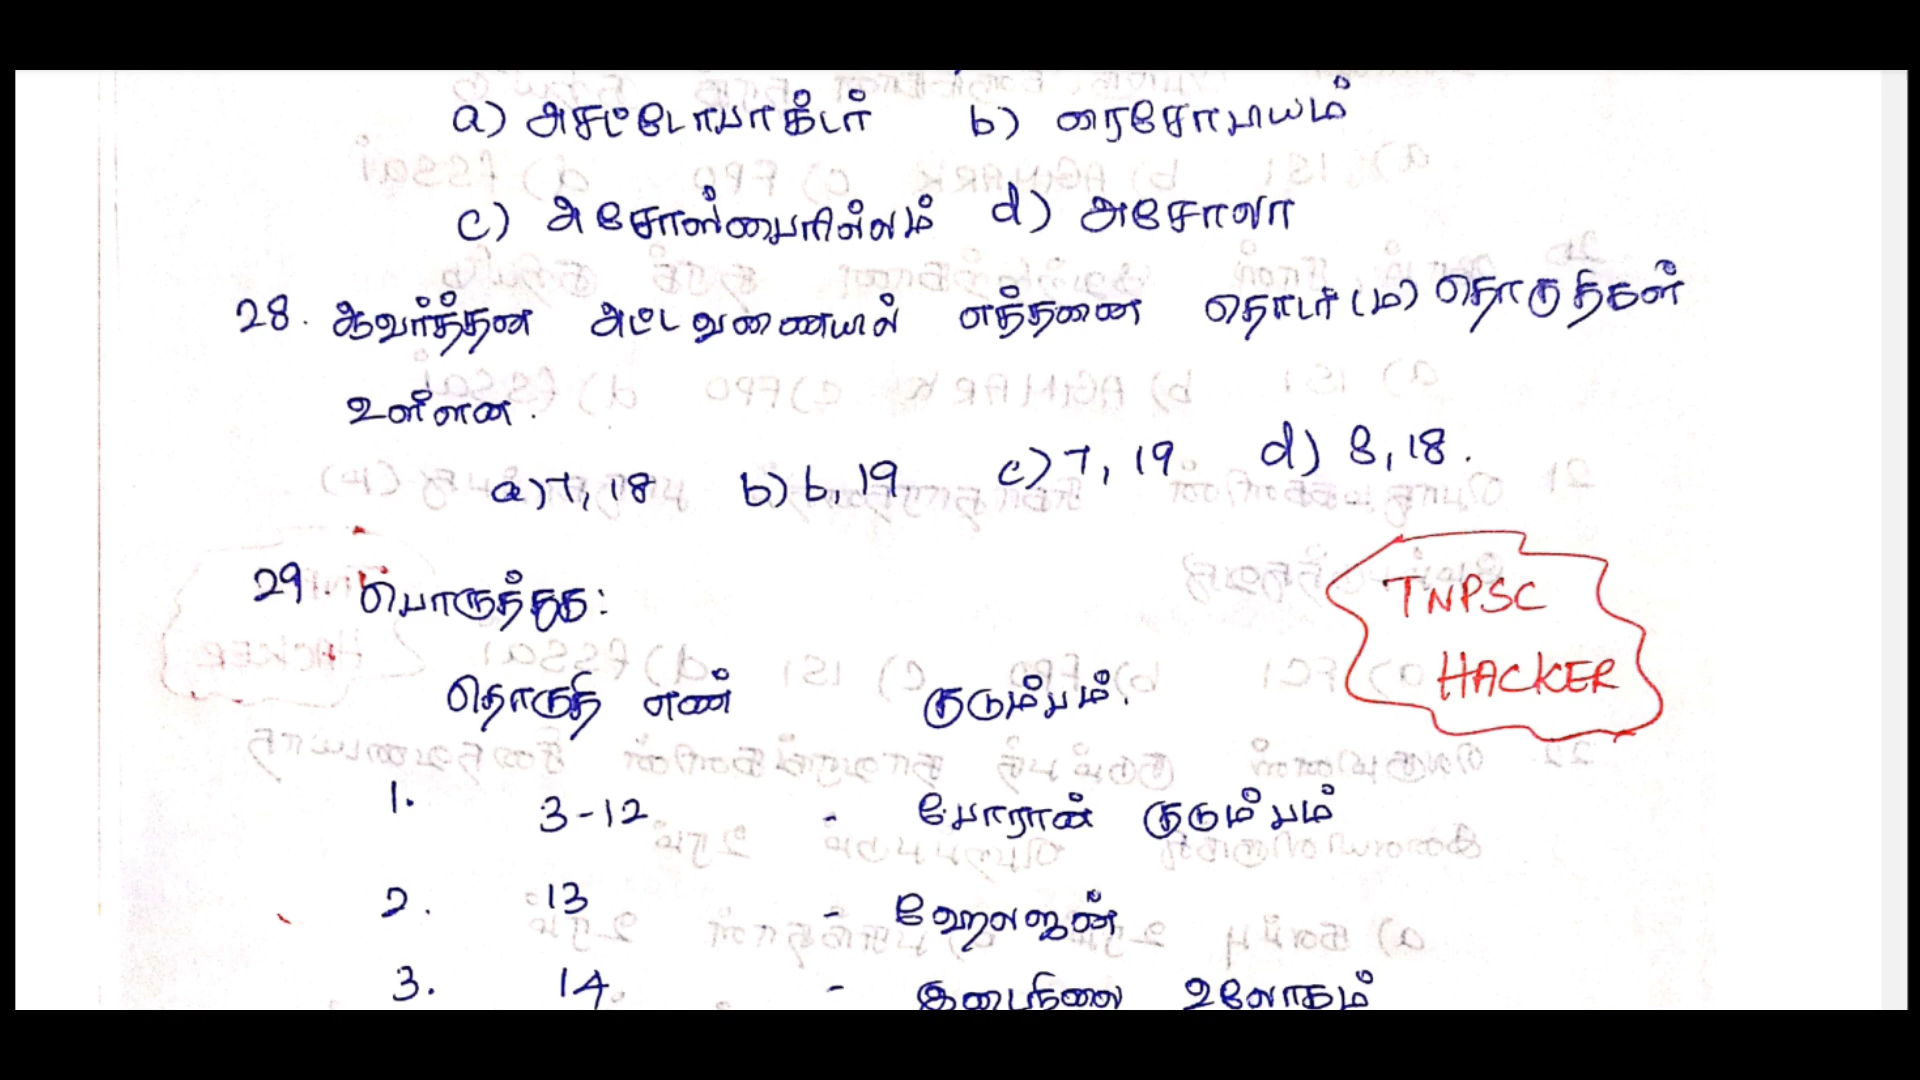 a) அசட்டோபாக்டர் b) ரைசோபியம்
c) அசோஸ்பைரில்லம் d) அசோலா
28. ஆவர்த்தன அட்டவணையில் எத்தனை தொடர் (ம) தொகுதிகள்
உள்ளன.
a) 7, 18 b) 6, 19 c) 7, 19 d) 8, 18.
29. பொருத்துக:
TNPSC
HACKER
தொகுதி எண் குடும்பம்.
1. 3-12 - போரான் குடும்பம்
2. 13 - ஹேலஜன்
3. 14 - இடைநிலை உலோகம்